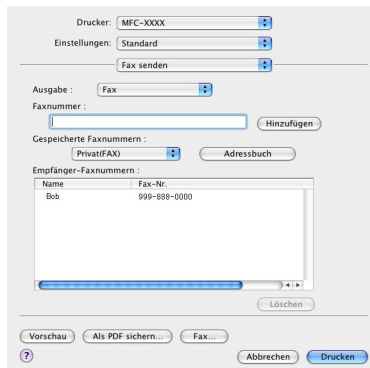 Drucker: MFC-XXXX
Einstellungen: Standard
Fax senden
Ausgabe : Fax
Faxnummer :
Hinzufügen
Gespeicherte Faxnummern :
Privat(FAX) Adressbuch
Empfänger-Faxnummern :
Name Fax-Nr.
Bob 999-888-0000
Löschen
Vorschau Als PDF sichern... Fax...
? Abbrechen Drucken